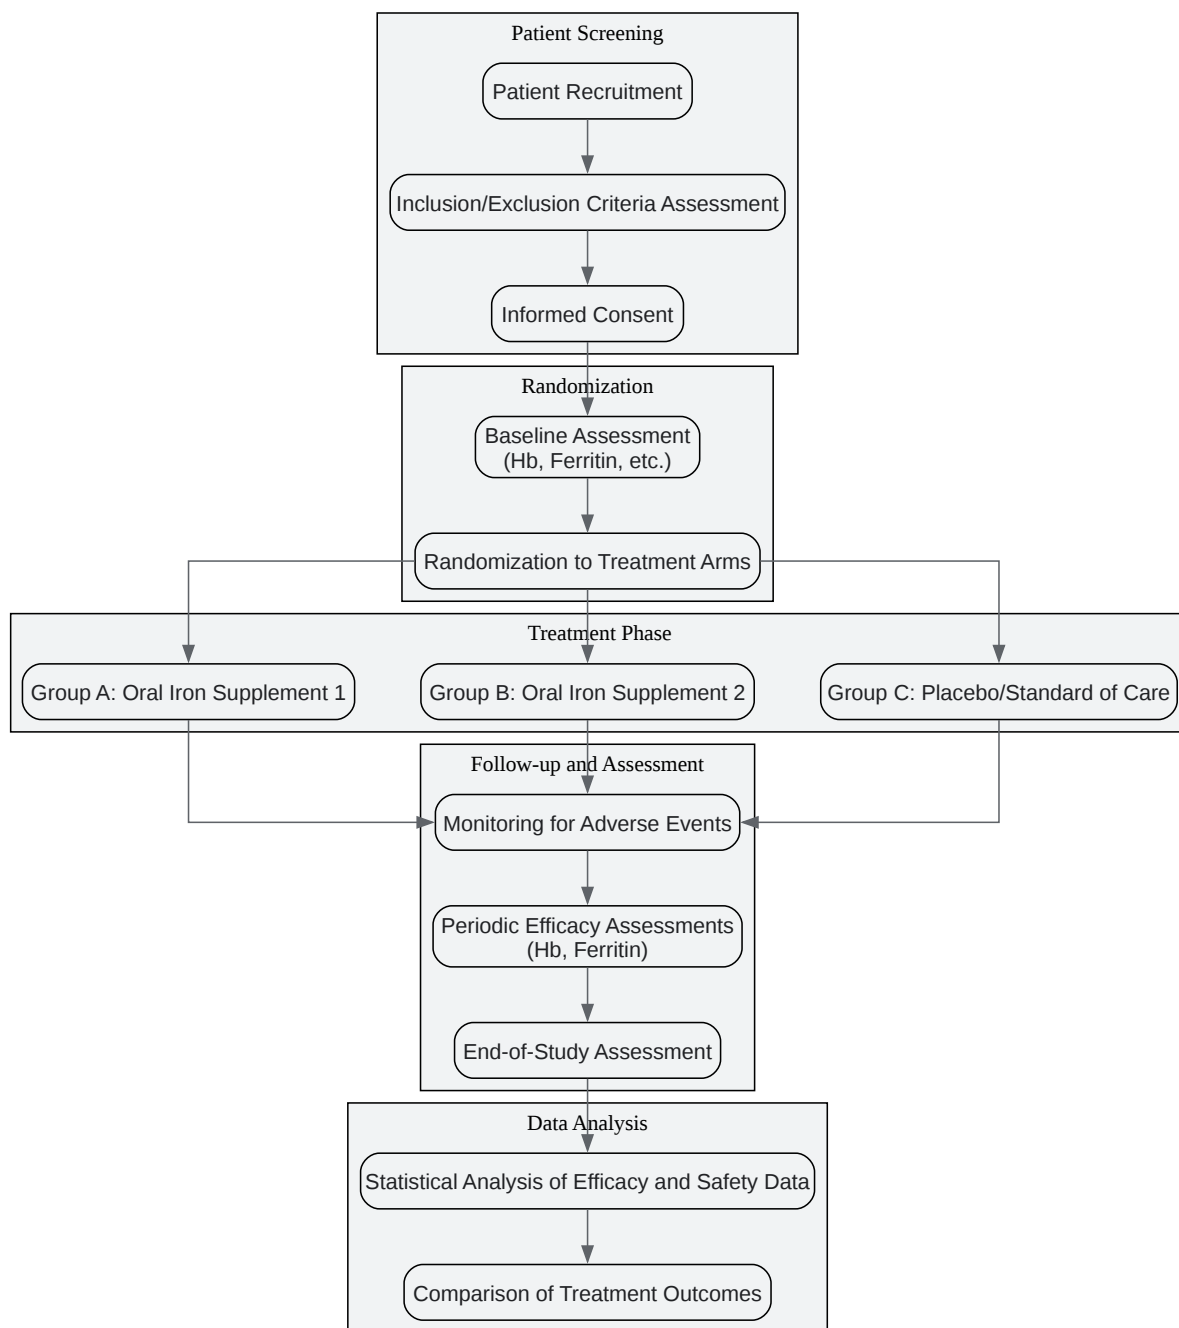 Patient Screening
Patient Recruitment
Inclusion/Exclusion Criteria Assessment
Informed Consent
Randomization
Baseline Assessment
(Hb, Ferritin, etc.)
Randomization to Treatment Arms
Treatment Phase
Group A: Oral Iron Supplement 1
Group B: Oral Iron Supplement 2
Group C: Placebo/Standard of Care
Follow-up and Assessment
Monitoring for Adverse Events
Periodic Efficacy Assessments
(Hb, Ferritin)
End-of-Study Assessment
Data Analysis
Statistical Analysis of Efficacy and Safety Data
Comparison of Treatment Outcomes